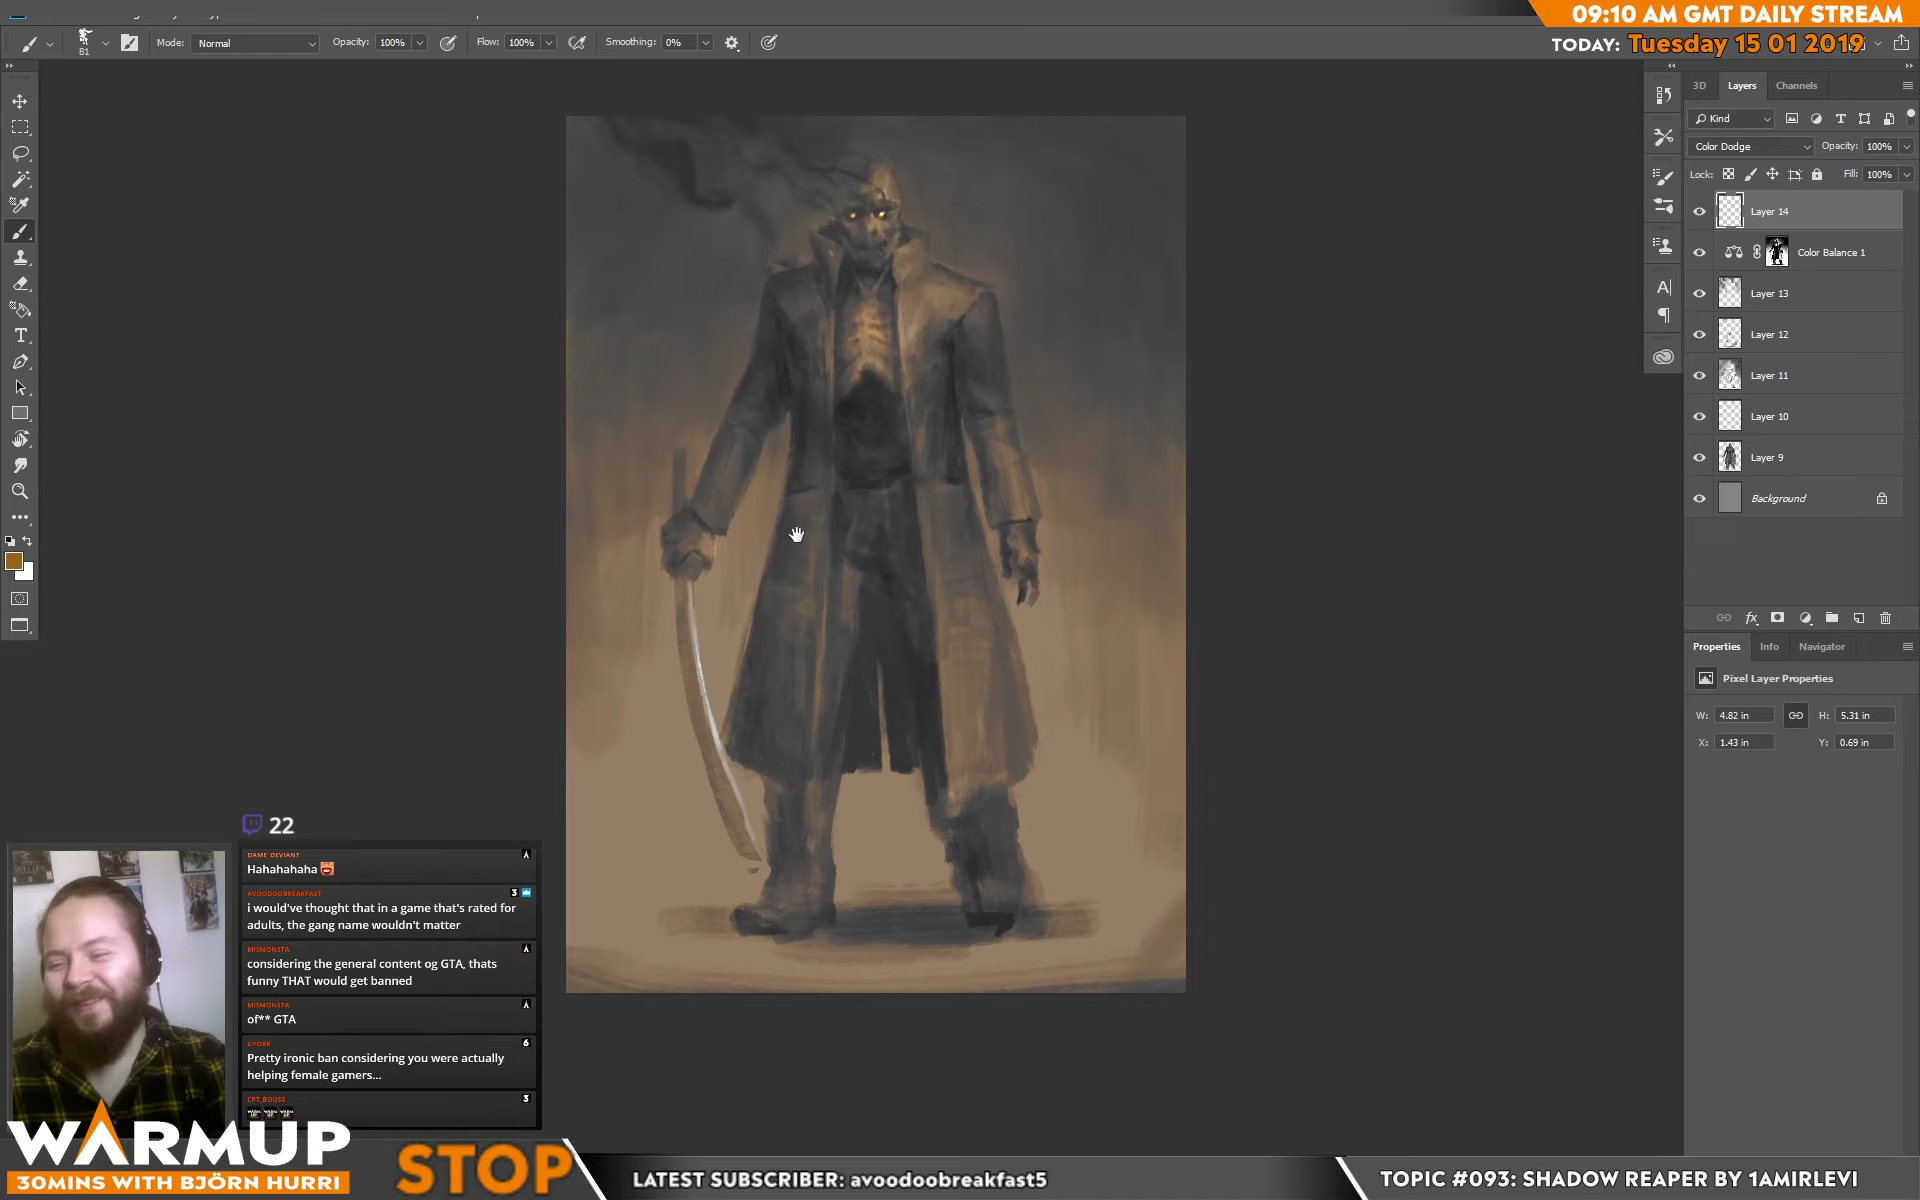 09:10 AM GMT DAILY STREAM
TODAY: Tuesday 15 01 2019
81
Mode: Normal
Opacity: 100%
Flow: 100%
Smoothing: 0%
3D
Layers
Channels
Kind
Color Dodge
Opacity: 100%
Lock:
Fill: 100%
Layer 14
Color Balance 1
Layer 13
Layer 12
Layer 11
Layer 10
Layer 9
Background
Properties
Info
Navigator
Pixel Layer Properties
W: 4.82 in
H: 5.31 in
X: 1.43 in
Y: 0.69 in
22
DAME DEVIANT
Hahahahaha
AVOODOOBREAKFAST
3
i would've thought that in a game that's rated for
adults, the gang name wouldn't matter
MISMONSTA
considering the general content og GTA, thats
funny THAT would get banned
MISMONSTA
of** GTA
GYORK
6
Pretty ironic ban considering you were actually
helping female gamers...
CPT_BOUSS
3
WARMUP
30MINS WITH BJÖRN HURRI
STOP
LATEST SUBSCRIBER: avoodoobreakfast5
TOPIC #093: SHADOW REAPER BY 1AMIRLEVI